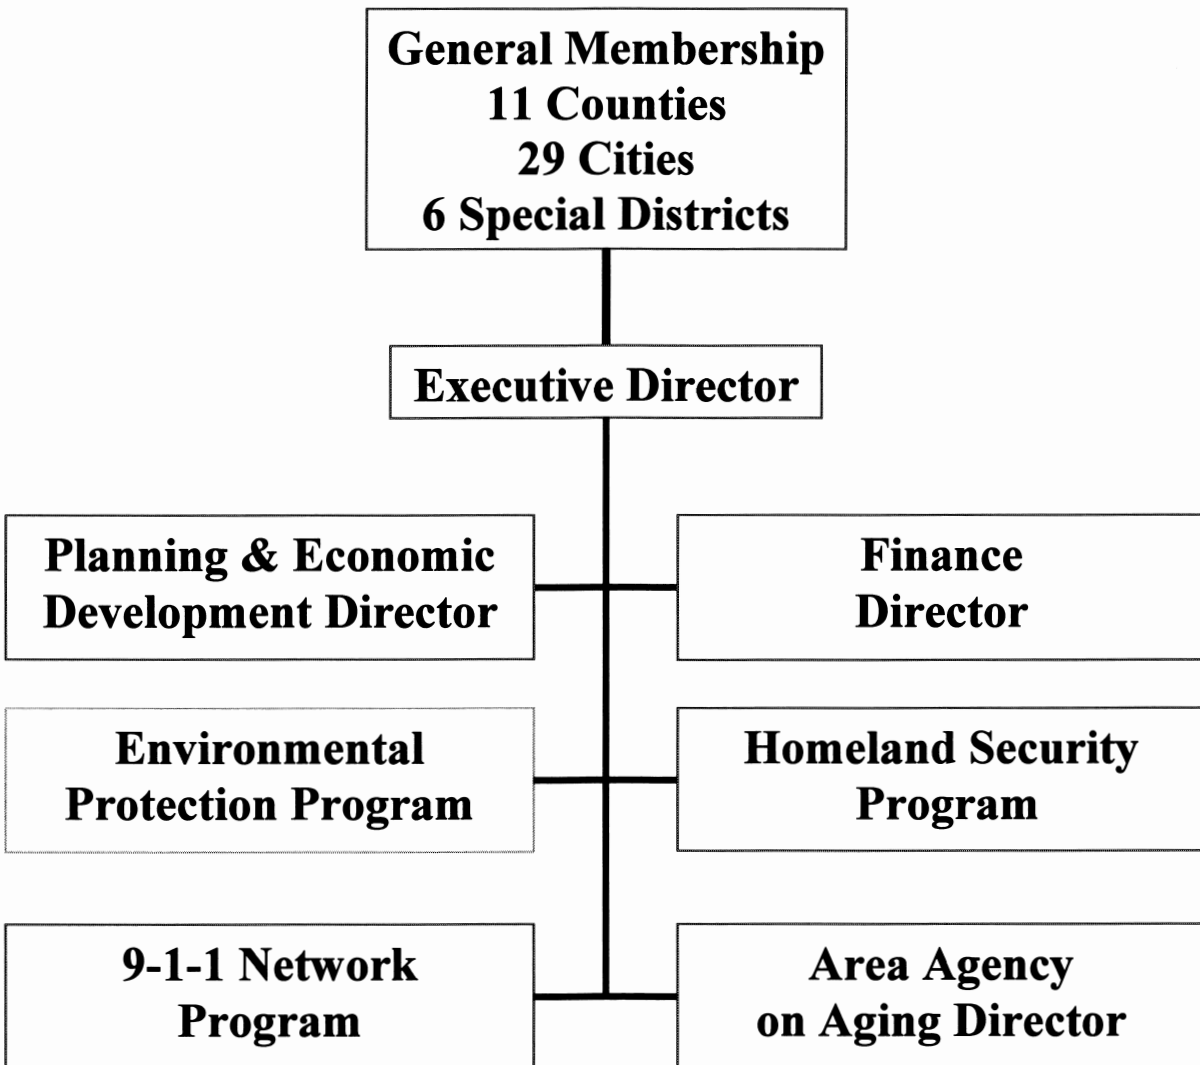 General Membership
11 Counties
29 Cities
6 Special Districts
Executive Director
Planning & Economic
Development Director
Finance
Director
Environmental
Protection Program
Homeland Security
Program
9-1-1 Network
Program
Area Agency
on Aging Director